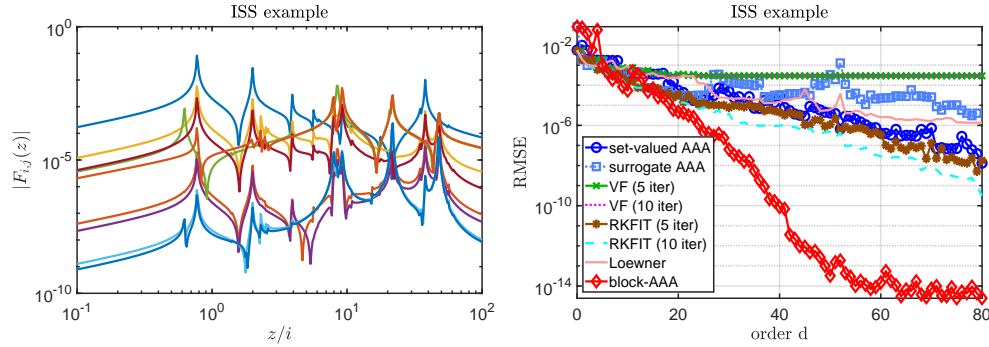 ISS example
|F_{i,j}(z)|
10^0
10^{-5}
10^{-10}
10^{-1}
10^0
10^1
10^2
z/i
ISS example
RMSE
10^{-2}
10^{-6}
10^{-10}
10^{-14}
set-valued AAA
surrogate AAA
VF (5 iter)
VF (10 iter)
RKFIT (5 iter)
RKFIT (10 iter)
Loewner
block-AAA
0
20
40
60
80
order d